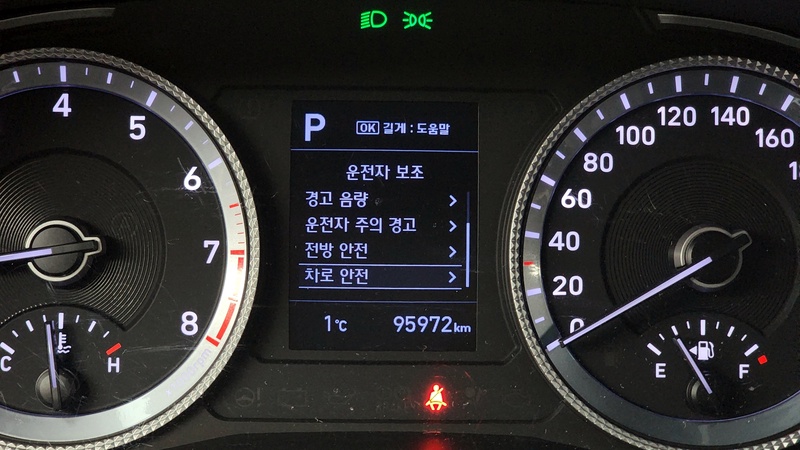 P OK 길게 : 도움말
운전자 보조
경고 음량
운전자 주의 경고
전방 안전
차로 안전
1℃ 95972km
4
5
6
7
8
C H
0
20
40
60
80
100
120
140
160
E F